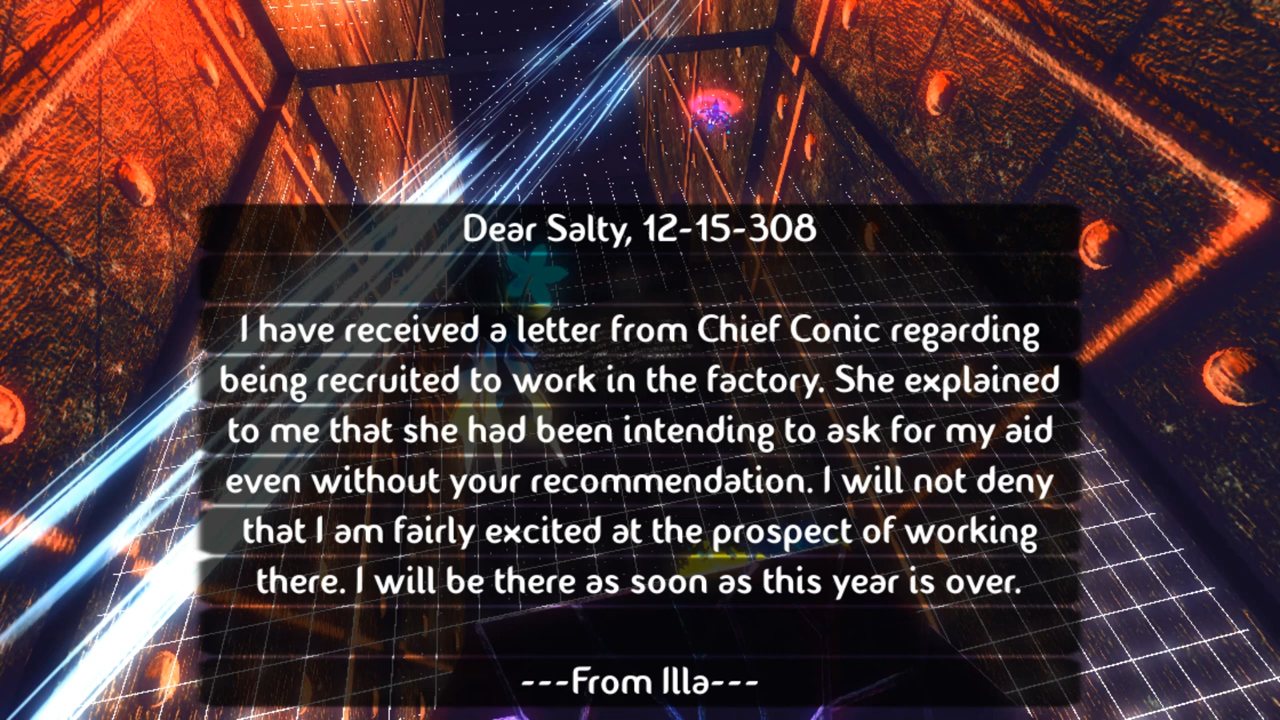 Dear Salty, 12-15-308
I have received a letter from Chief Conic regarding
being recruited to work in the factory. She explained
to me that she had been intending to ask for my aid
even without your recommendation. I will not deny
that I am fairly excited at the prospect of working
there. I will be there as soon as this year is over.
---From Illa---